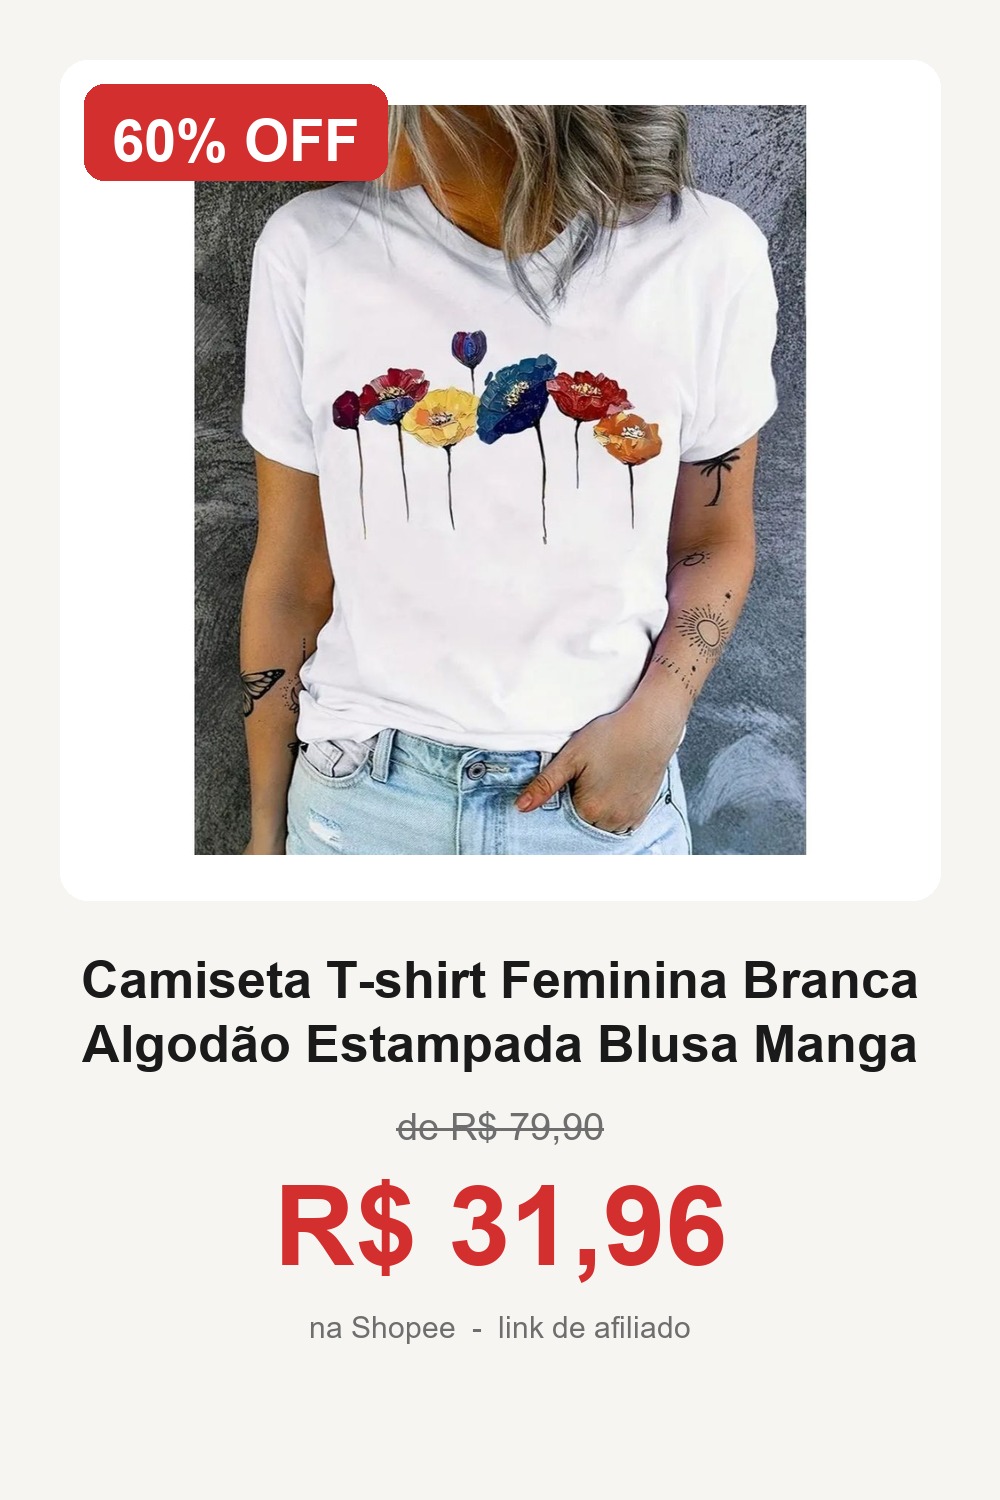 60% OFF
Camiseta T-shirt Feminina Branca
Algodão Estampada Blusa Manga
de R$ 79,90
R$ 31,96
na Shopee - link de afiliado